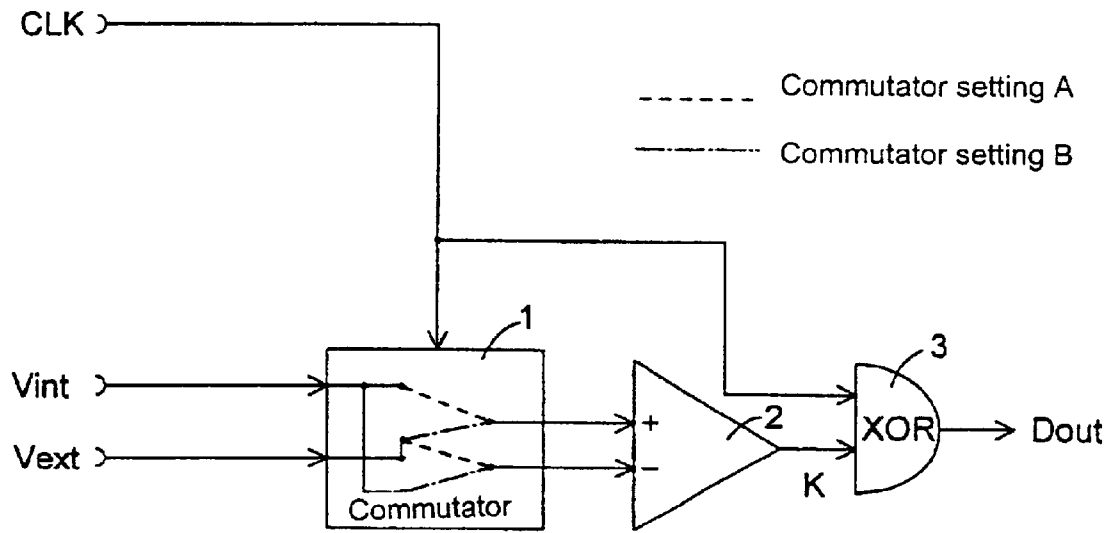 CLK
Commutator setting A
Commutator setting B
1
3
Vint
+
2
XOR
Dout
Vext
−
K
Commutator